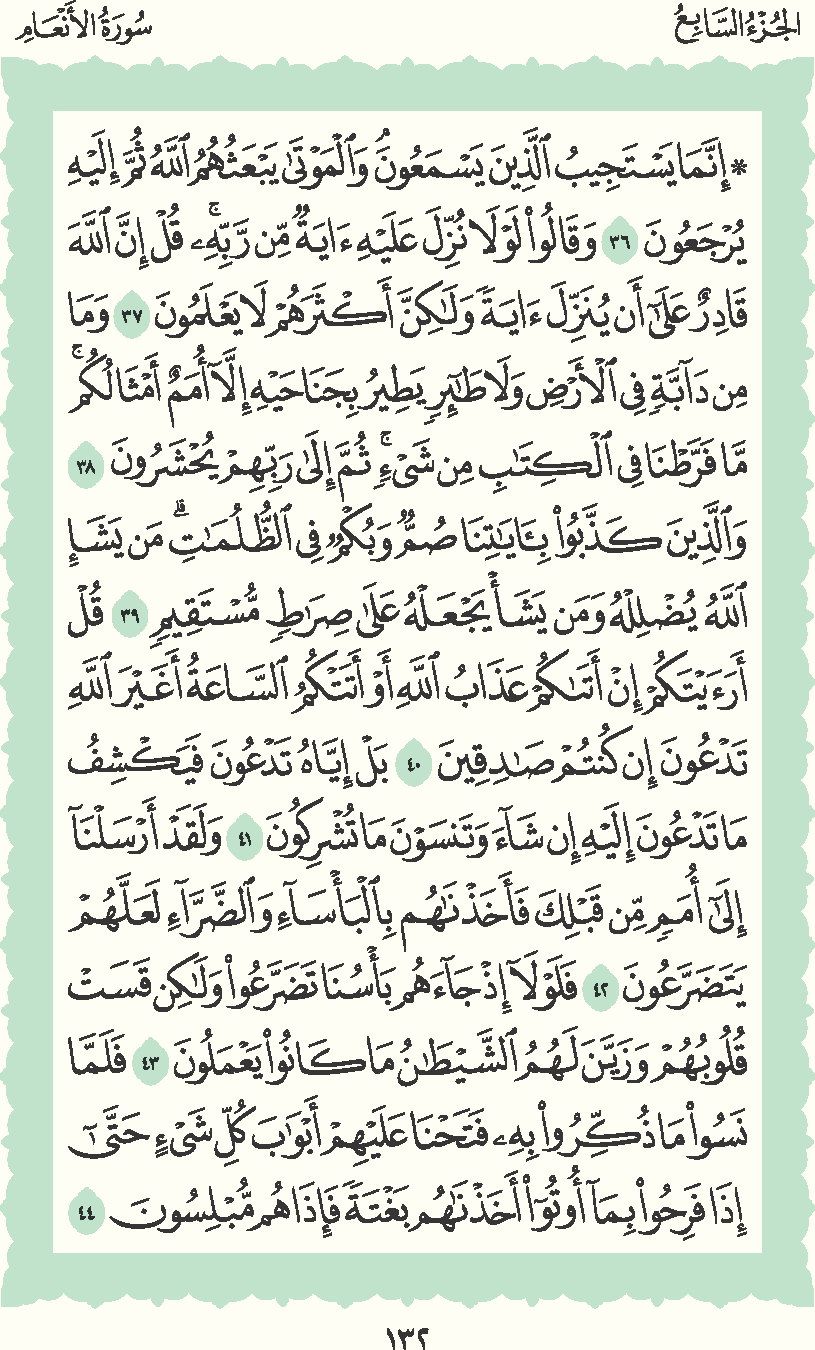 الجُزْءُ السَّابِعُ
سُورَةُ الأَنْعَامِ
* إِنَّمَا يَسْتَجِيبُ ٱلَّذِينَ يَسْمَعُونَۘ وَٱلْمَوْتَىٰ يَبْعَثُهُمُ ٱللَّهُ ثُمَّ إِلَيْهِ
يُرْجَعُونَ ٣٦ وَقَالُوا۟ لَوْلَا نُزِّلَ عَلَيْهِ ءَايَةٌ مِّن رَّبِّهِۦۚ قُلْ إِنَّ ٱللَّهَ
قَادِرٌ عَلَىٰٓ أَن يُنَزِّلَ ءَايَةً وَلَٰكِنَّ أَكْثَرَهُمْ لَا يَعْلَمُونَ ٣٧ وَمَا
مِن دَآبَّةٍ فِى ٱلْأَرْضِ وَلَا طَٰٓئِرٍ يَطِيرُ بِجَنَاحَيْهِ إِلَّآ أُمَمٌ أَمْثَالُكُمۚ
مَّا فَرَّطْنَا فِى ٱلْكِتَٰبِ مِن شَىْءٍۚ ثُمَّ إِلَىٰ رَبِّهِمْ يُحْشَرُونَ ٣٨
وَٱلَّذِينَ كَذَّبُوا۟ بِـَٔايَٰتِنَا صُمٌّ وَبُكْمٌ فِى ٱلظُّلُمَٰتِۗ مَن يَشَإِ
ٱللَّهُ يُضْلِلْهُ وَمَن يَشَأْ يَجْعَلْهُ عَلَىٰ صِرَٰطٍ مُّسْتَقِيمٍ ٣٩ قُلْ
أَرَءَيْتَكُمْ إِنْ أَتَىٰكُمْ عَذَابُ ٱللَّهِ أَوْ أَتَتْكُمُ ٱلسَّاعَةُ أَغَيْرَ ٱللَّهِ
تَدْعُونَ إِن كُنتُمْ صَٰدِقِينَ ٤٠ بَلْ إِيَّاهُ تَدْعُونَ فَيَكْشِفُ
مَا تَدْعُونَ إِلَيْهِ إِن شَآءَ وَتَنسَوْنَ مَا تُشْرِكُونَ ٤١ وَلَقَدْ أَرْسَلْنَآ
إِلَىٰٓ أُمَمٍ مِّن قَبْلِكَ فَأَخَذْنَٰهُم بِٱلْبَأْسَآءِ وَٱلضَّرَّآءِ لَعَلَّهُمْ
يَتَضَرَّعُونَ ٤٢ فَلَوْلَآ إِذْ جَآءَهُم بَأْسُنَا تَضَرَّعُوا۟ وَلَٰكِن قَسَتْ
قُلُوبُهُمْ وَزَيَّنَ لَهُمُ ٱلشَّيْطَٰنُ مَا كَانُوا۟ يَعْمَلُونَ ٤٣ فَلَمَّا
نَسُوا۟ مَا ذُكِّرُوا۟ بِهِۦ فَتَحْنَا عَلَيْهِمْ أَبْوَٰبَ كُلِّ شَىْءٍ حَتَّىٰٓ
إِذَا فَرِحُوا۟ بِمَآ أُوتُوٓا۟ أَخَذْنَٰهُم بَغْتَةً فَإِذَا هُم مُّبْلِسُونَ ٤٤
١٣٢